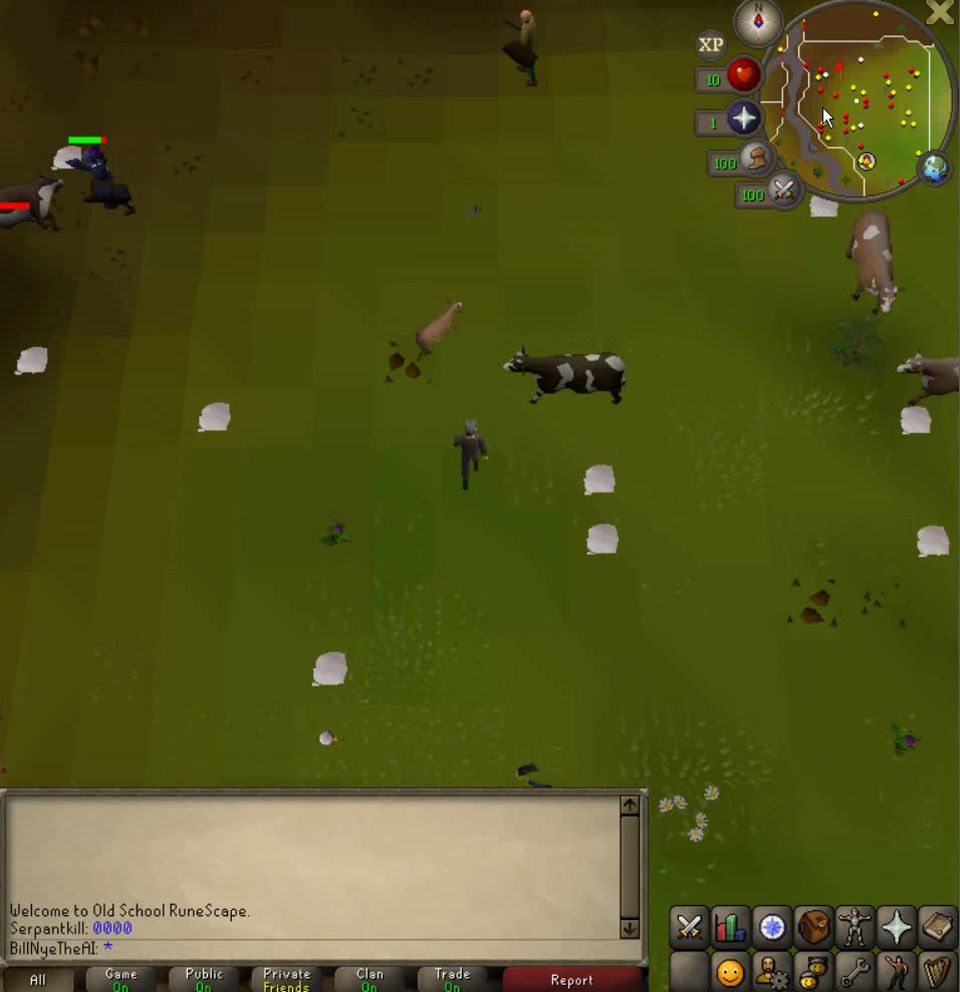 N
XP
10
1
100
100
Welcome to Old School RuneScape.
Serpantkill: 0000
BillNyeTheAI: *
All
Game
On
Public
On
Private
Friends
Clan
On
Trade
On
Report